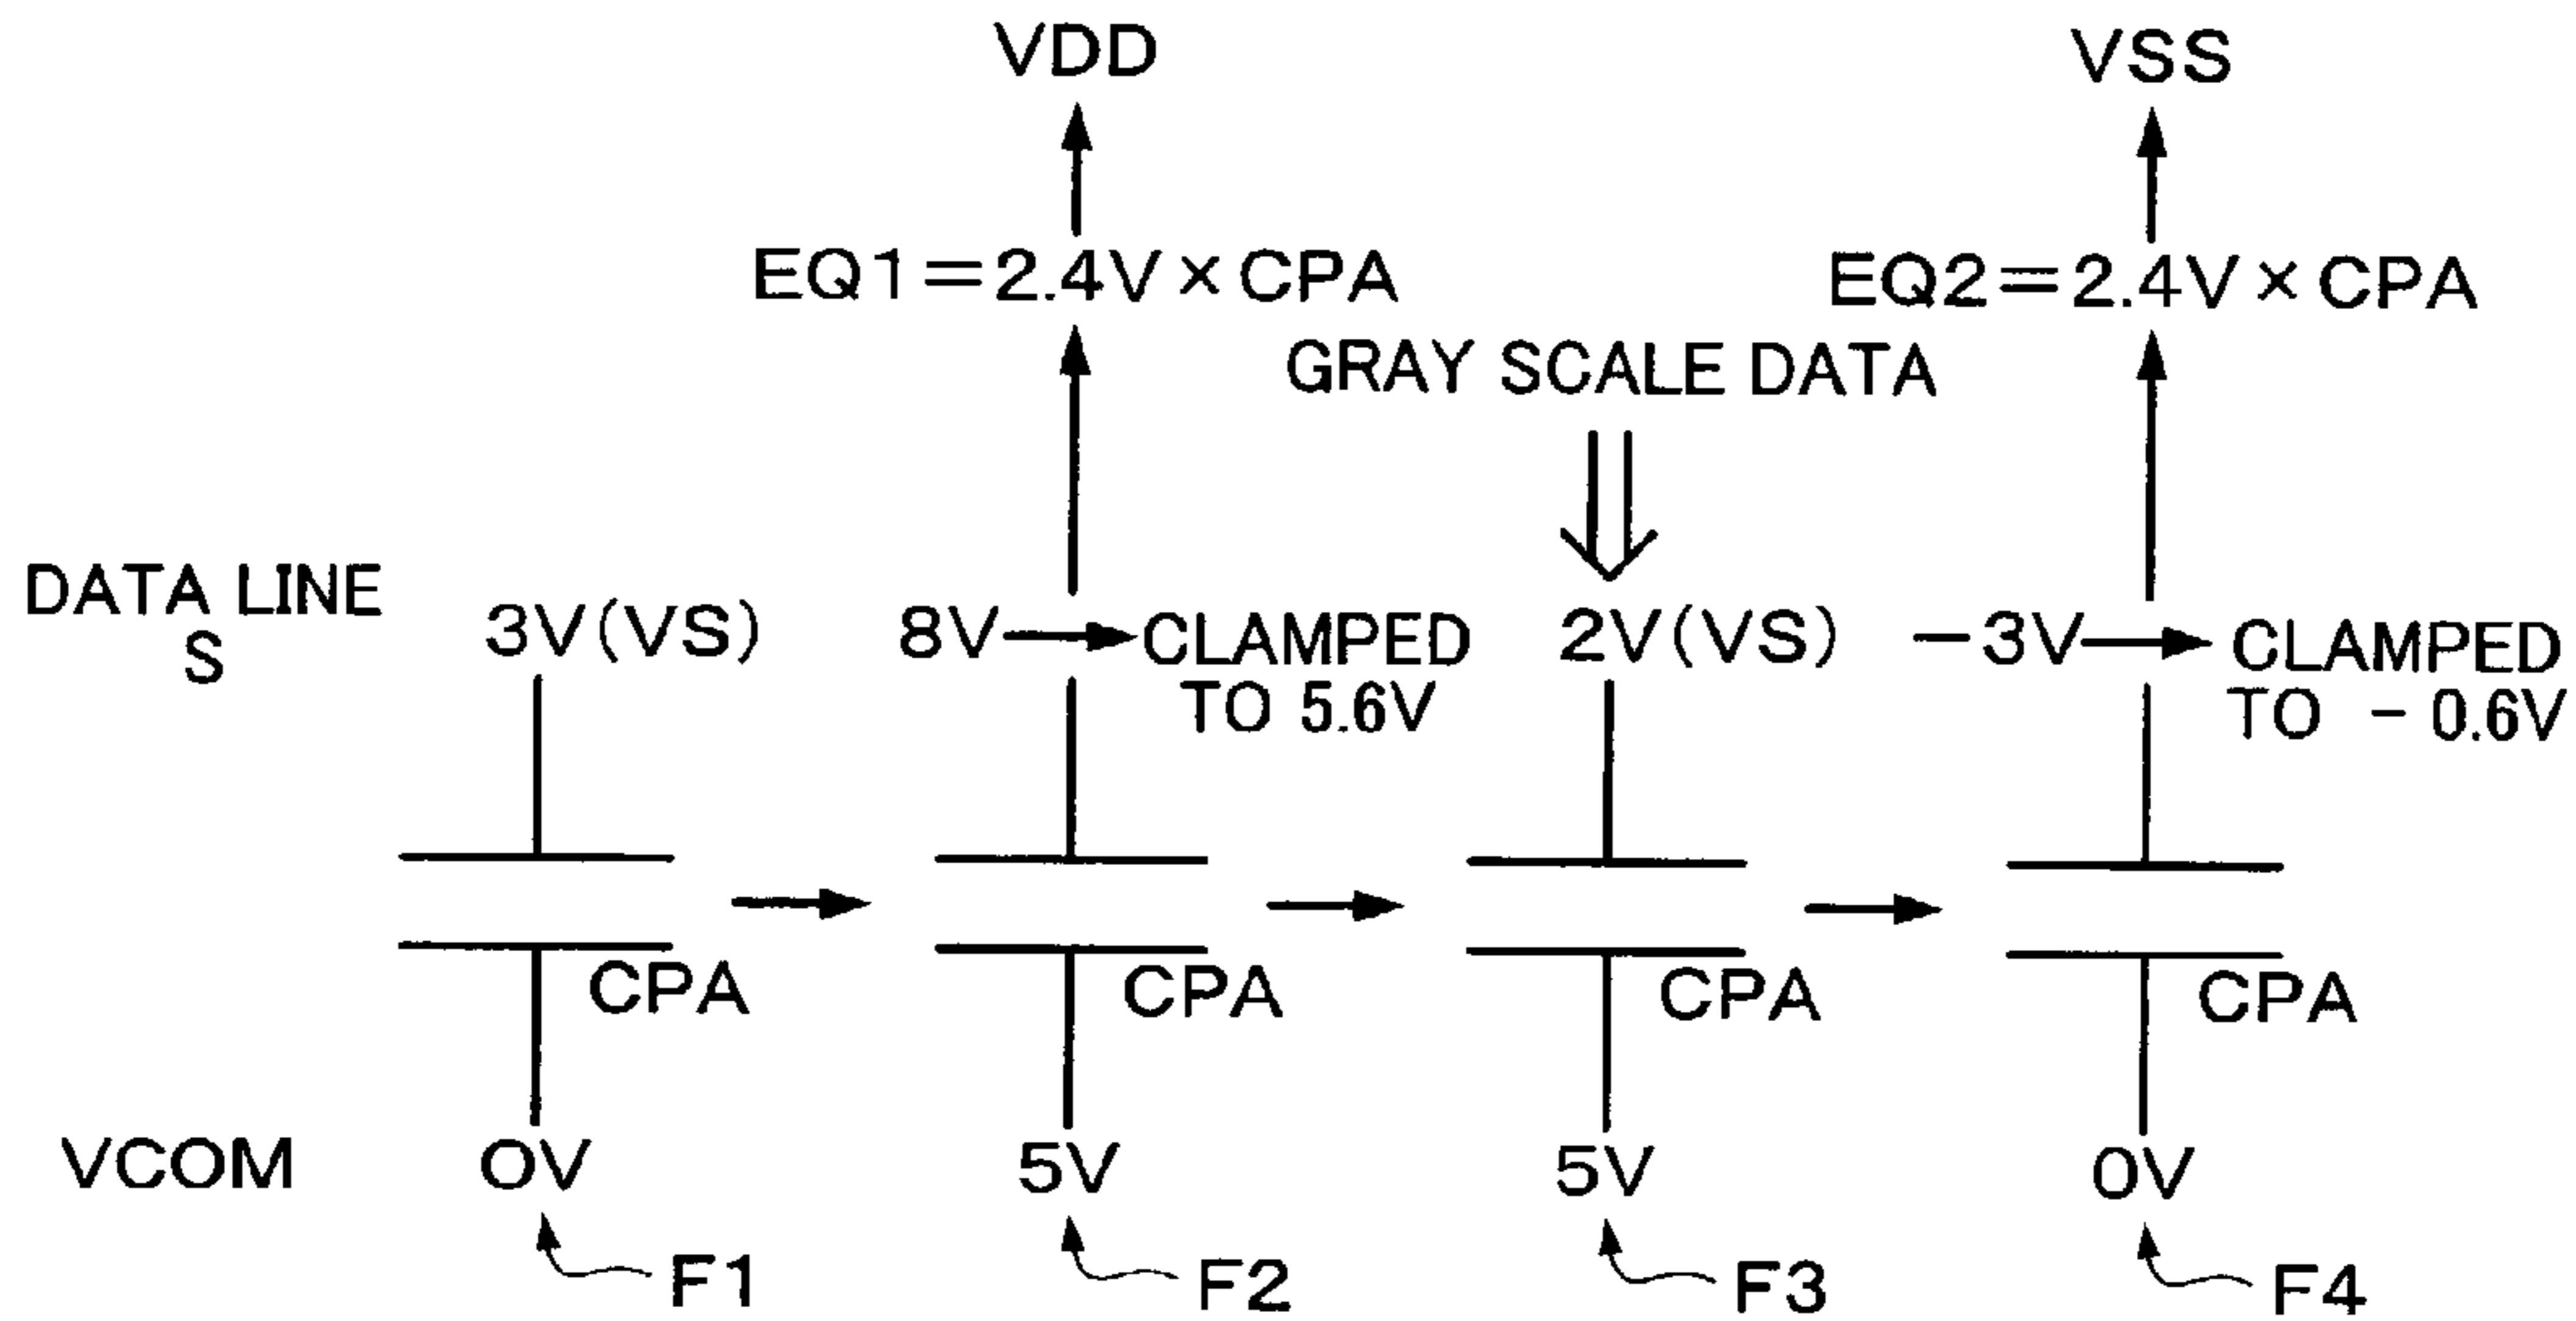 VDD
VSS
EQ1=2.4V×CPA
EQ2=2.4V×CPA
GRAY SCALE DATA
DATA LINE
S
3V(VS)
8V
CLAMPED
TO 5.6V
2V(VS)
-3V
CLAMPED
TO -0.6V
CPA
CPA
CPA
CPA
VCOM
0V
5V
5V
0V
F1
F2
F3
F4